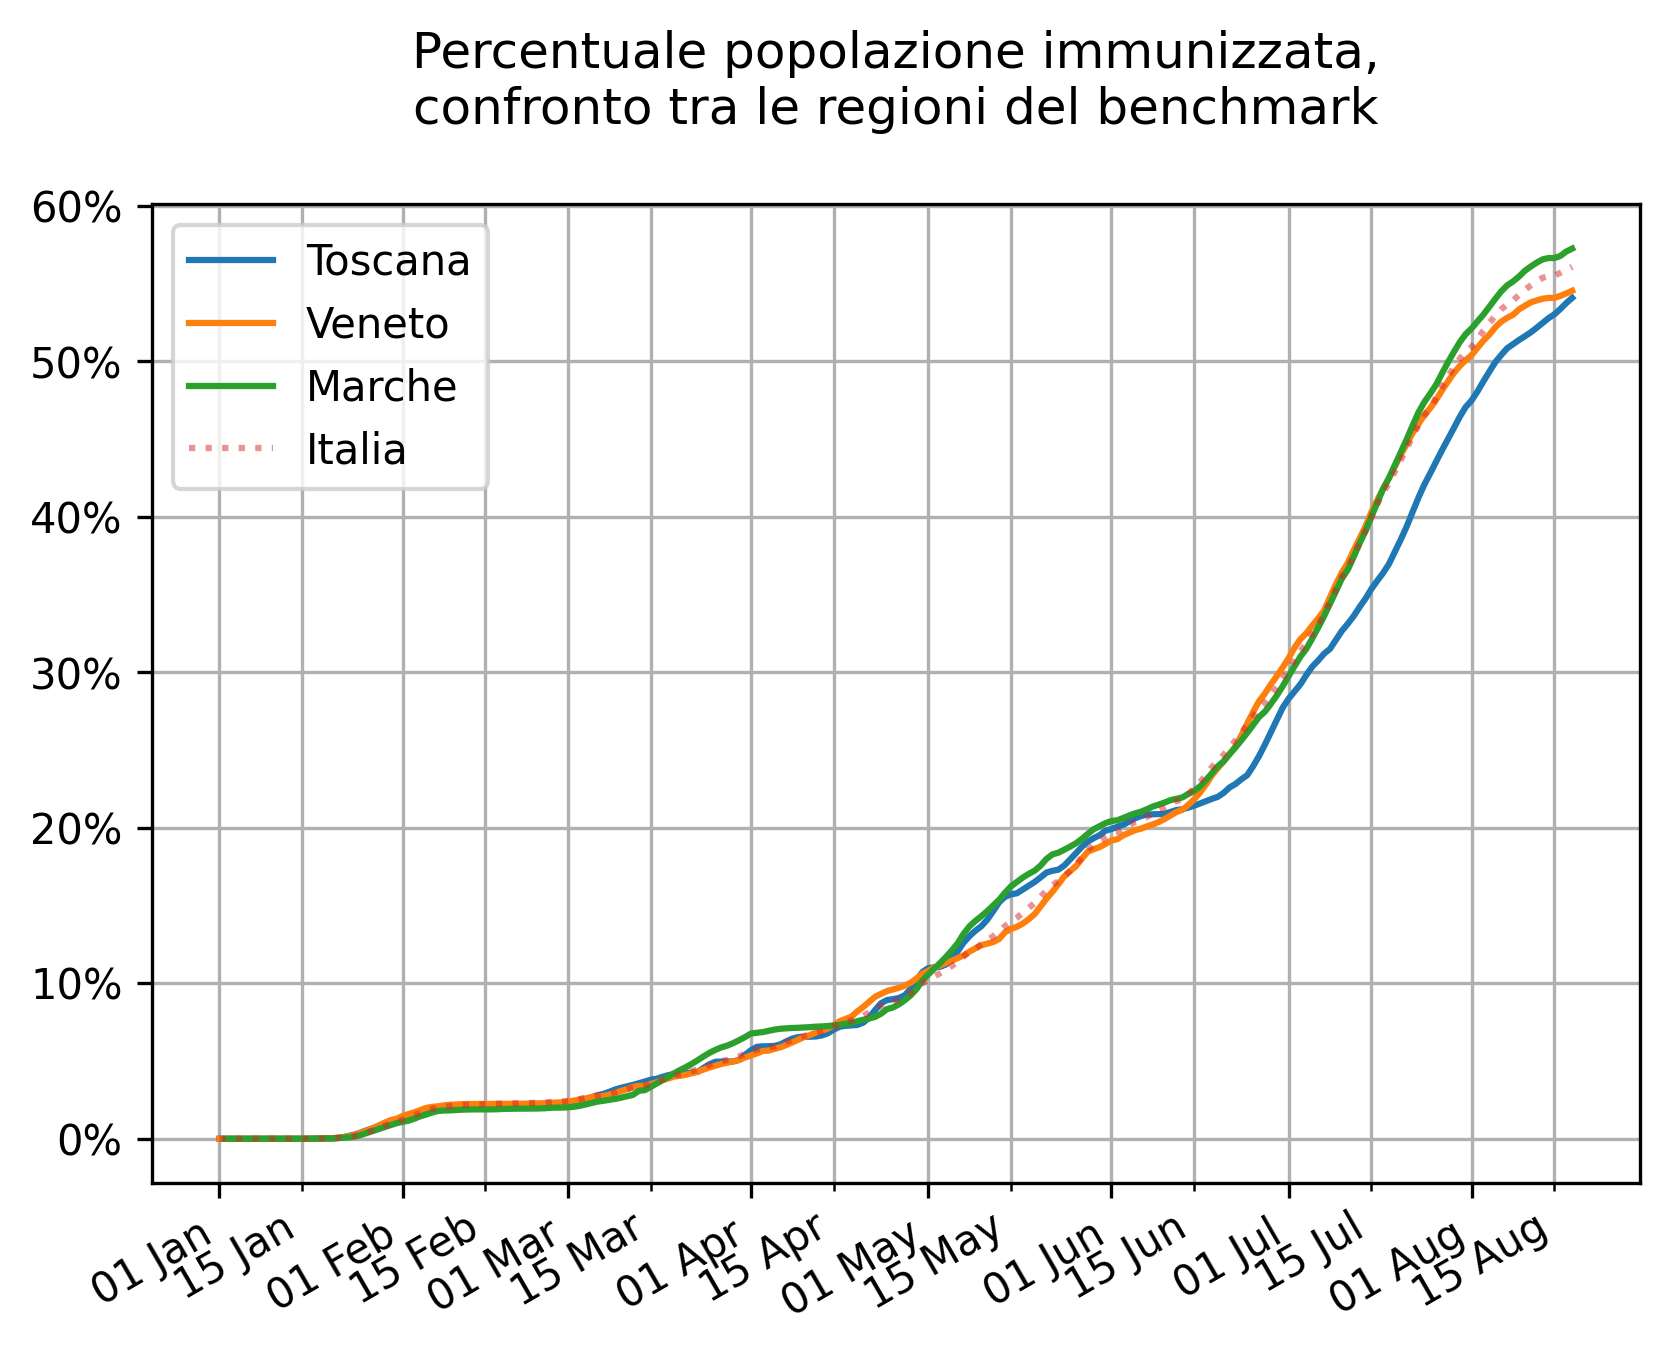 Percentuale popolazione immunizzata,
confronto tra le regioni del benchmark
60%
50%
40%
30%
20%
10%
0%
Toscana
Veneto
Marche
Italia
01 Jan
15 Jan
01 Feb
15 Feb
01 Mar
15 Mar
01 Apr
15 Apr
01 May
15 May
01 Jun
15 Jun
01 Jul
15 Jul
01 Aug
15 Aug